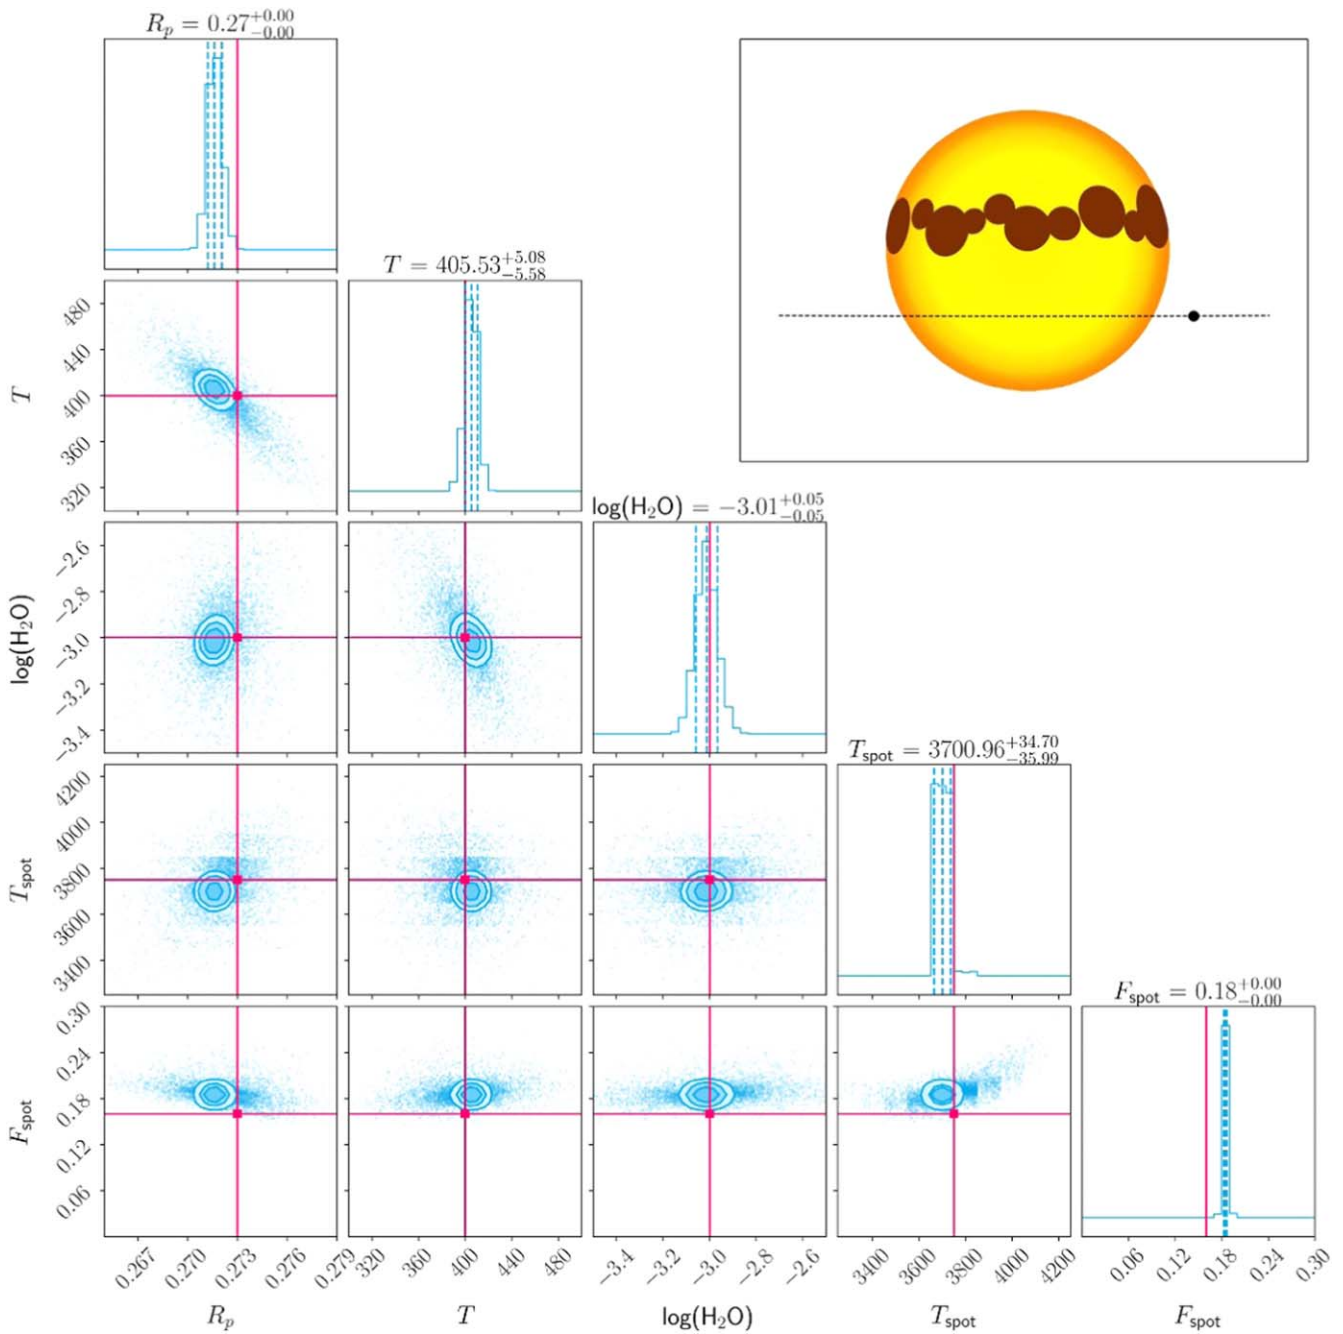 R_p = 0.27^{+0.00}_{-0.00}
T = 405.53^{+5.08}_{-5.58}
480
440
400
360
320
T
log(H₂O) = −3.01^{+0.05}_{-0.05}
−2.6
−2.8
−3.0
−3.2
−3.4
log(H₂O)
T_spot = 3700.96^{+34.70}_{-35.99}
4200
4000
3800
3600
3400
T_spot
F_spot = 0.18^{+0.00}_{-0.00}
0.30
0.24
0.18
0.12
0.06
F_spot
0.267 0.270 0.273 0.276 0.279 320 360 400 440 480 −3.4 −3.2 −3.0 −2.8 −2.6 3400 3600 3800 4000 4200 0.06 0.12 0.18 0.24 0.30
R_p T log(H₂O) T_spot F_spot